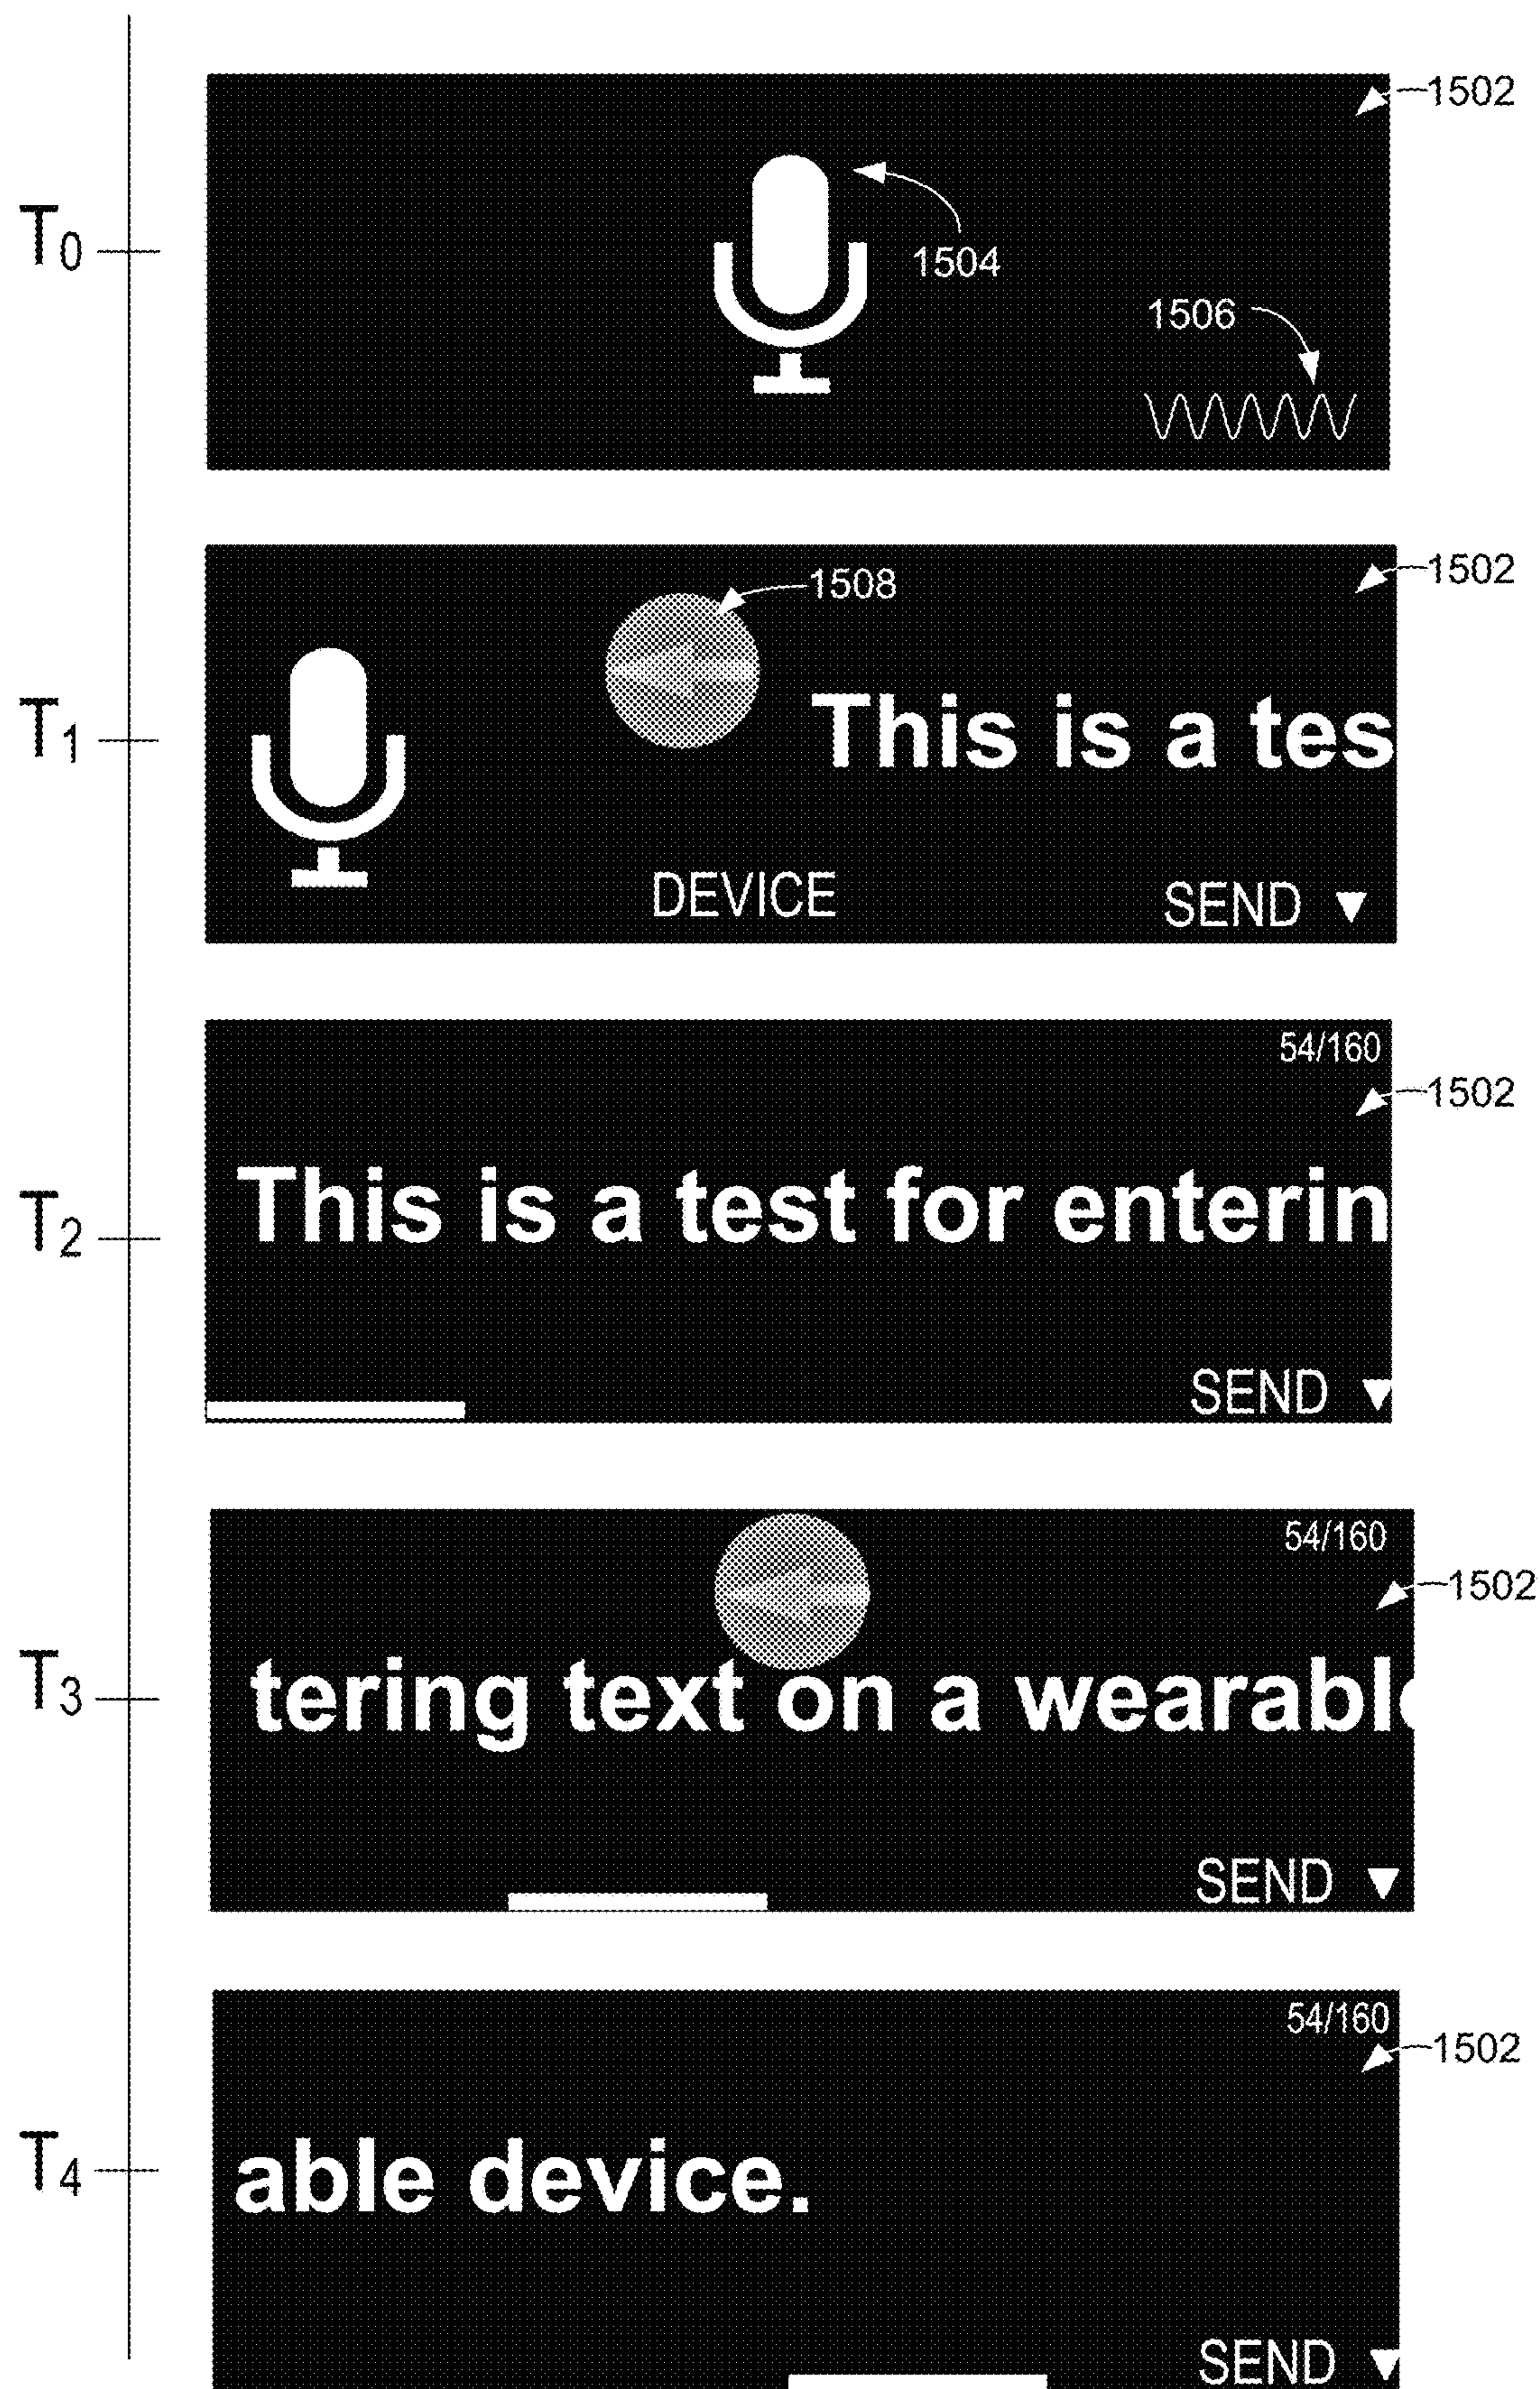 1502
T0
1504
1506
1502
1508
T1
This is a tes
DEVICE
SEND ▼
54/160
1502
T2
This is a test for enterin
SEND ▼
54/160
1502
T3
tering text on a wearable
SEND ▼
54/160
1502
T4
able device.
SEND ▼